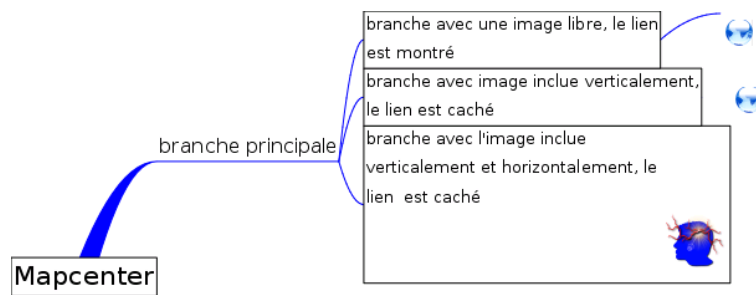 branche avec une image libre, le lien
est montré
branche avec image inclue verticalement,
le lien est caché
branche principale
branche avec l'image inclue
verticalement et horizontalement, le
lien est caché
Mapcenter